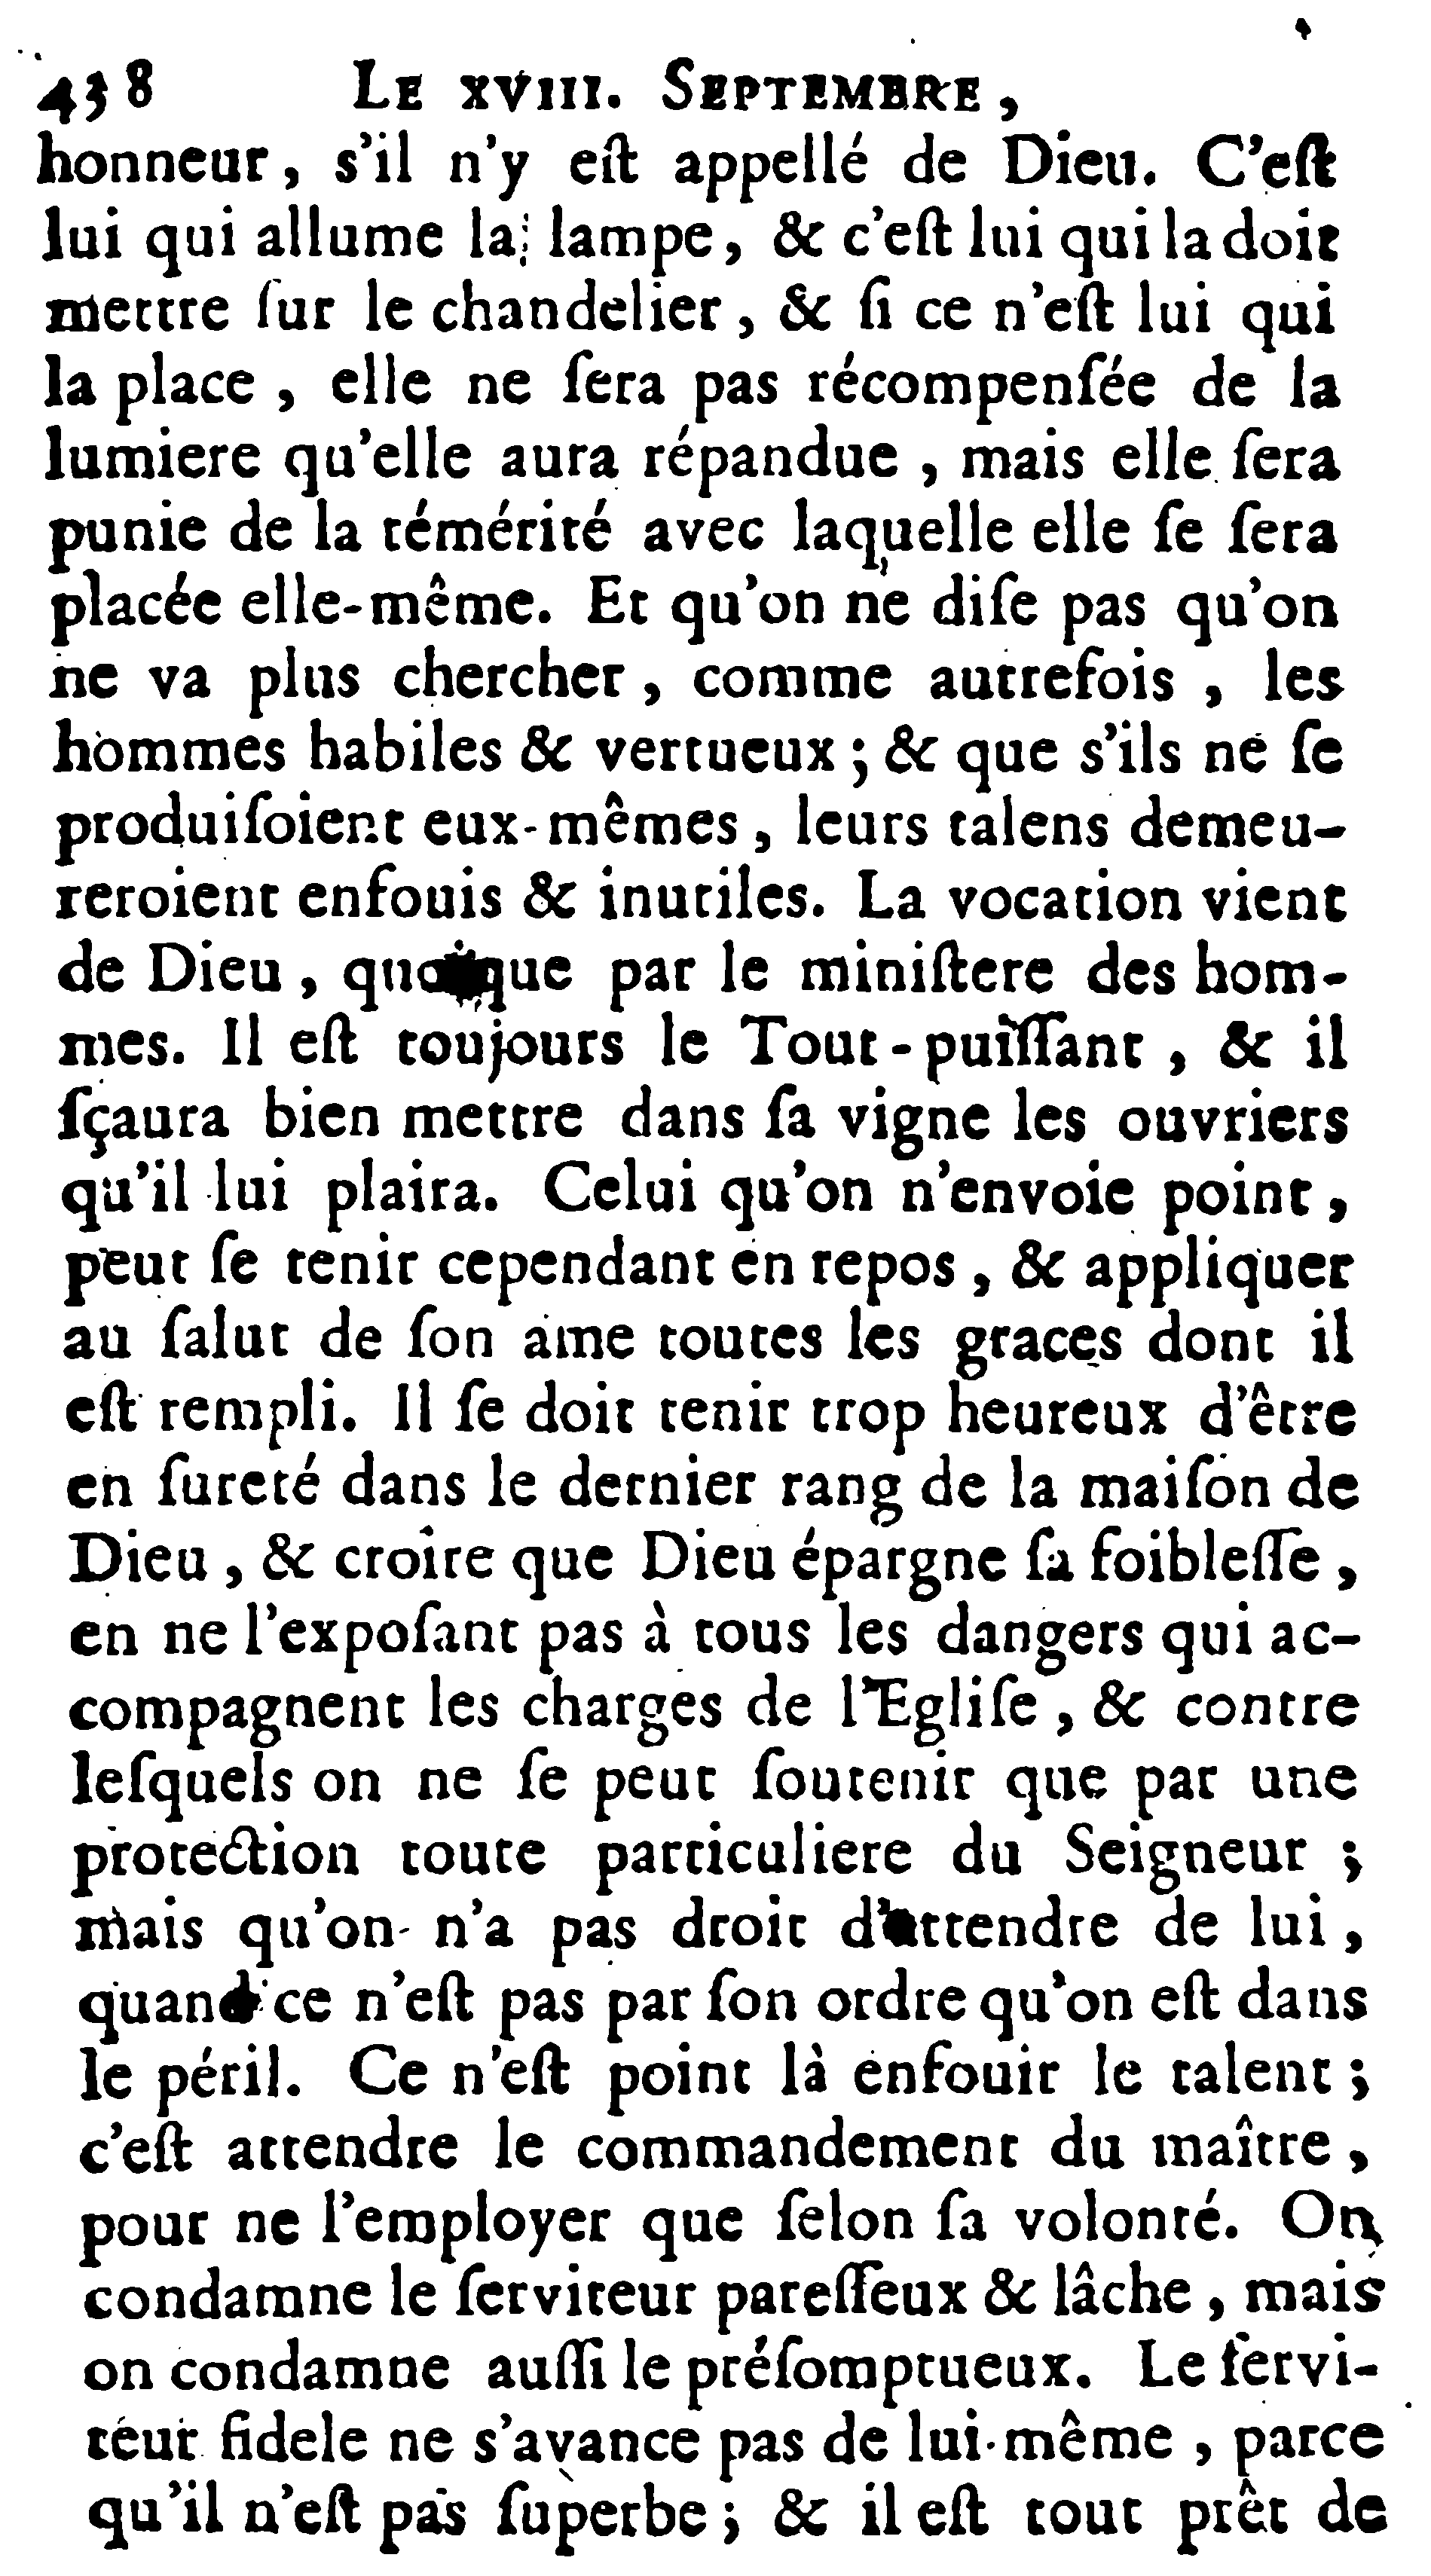 438 LE XVIII. SEPTEMBRE,
honneur, s'il n'y eſt appellé de Dieu. C'eſt
lui qui allume la lampe, & c'eſt lui qui la doit
mettre ſur le chandelier, & ſi ce n'eſt lui qui
la place, elle ne ſera pas récompenſée de la
lumiere qu'elle aura répandue, mais elle ſera
punie de la témérité avec laquelle elle ſe ſera
placée elle-même. Et qu'on ne diſe pas qu'on
ne va plus chercher, comme autrefois, les
hommes habiles & vertueux; & que s'ils ne ſe
produiſoient eux-mêmes, leurs talens demeu-
reroient enfouis & inutiles. La vocation vient
de Dieu, quoique par le miniſtere des hom-
mes. Il eſt toujours le Tout-puiſſant, & il
ſçaura bien mettre dans ſa vigne les ouvriers
qu'il lui plaira. Celui qu'on n'envoie point,
peut ſe tenir cependant en repos, & appliquer
au ſalut de ſon ame toutes les graces dont il
eſt rempli. Il ſe doit tenir trop heureux d'être
en ſureté dans le dernier rang de la maiſon de
Dieu, & croire que Dieu épargne ſa foibleſſe,
en ne l'expoſant pas à tous les dangers qui ac-
compagnent les charges de l'Egliſe, & contre
leſquels on ne ſe peut ſoutenir que par une
protection toute particuliere du Seigneur;
mais qu'on n'a pas droit d'attendre de lui,
quand ce n'eſt pas par ſon ordre qu'on eſt dans
le péril. Ce n'eſt point là enfouir le talent;
c'eſt attendre le commandement du maître,
pour ne l'employer que ſelon ſa volonté. On
condamne le ſerviteur pareſſeux & lâche, mais
on condamne auſſi le préſomptueux. Le ſervi-
teur fidele ne s'avance pas de lui-même, parce
qu'il n'eſt pas ſuperbe; & il eſt tout prêt de